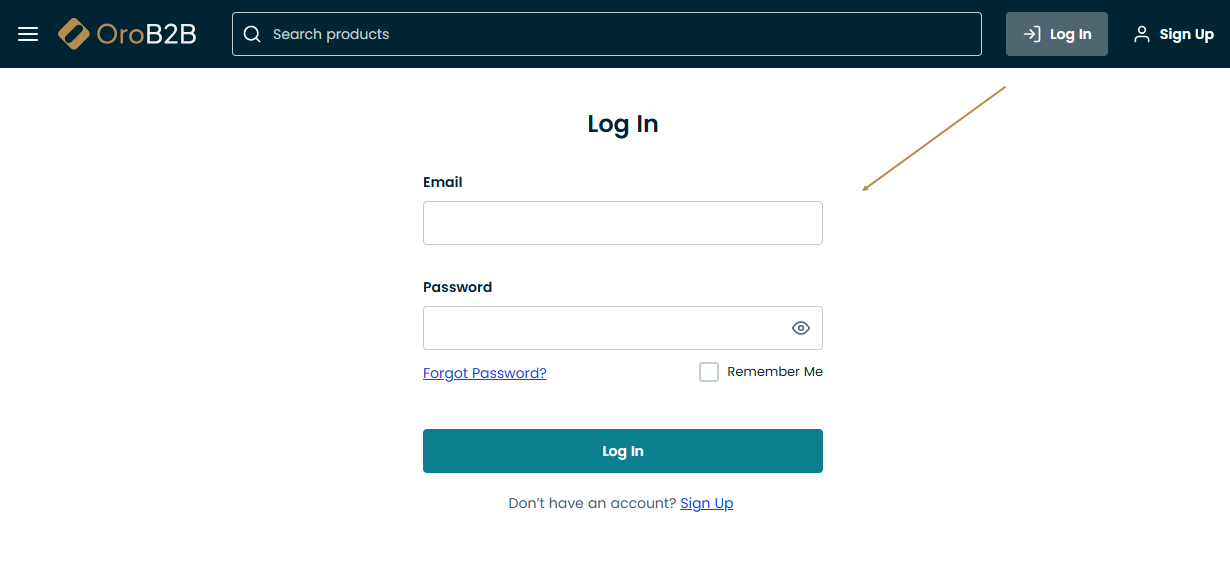 OroB2B
Search products
Log In
Sign Up
Log In
Email
Password
Forgot Password?
Remember Me
Log In
Don't have an account? Sign Up